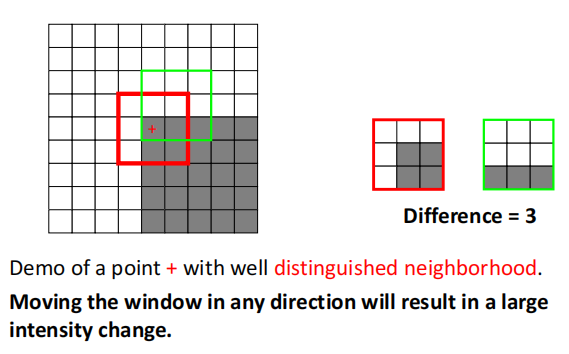 +
Difference = 3
Demo of a point + with well distinguished neighborhood.
Moving the window in any direction will result in a large
intensity change.